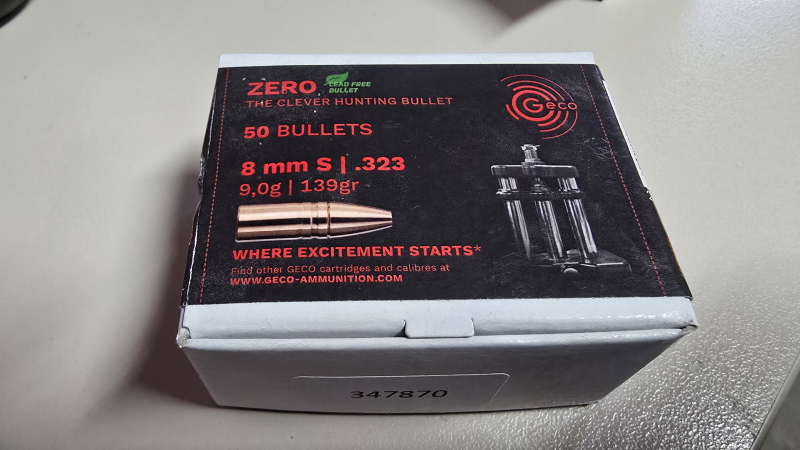 ZERO
LEAD FREE
BULLET
THE CLEVER HUNTING BULLET
Geco
50 BULLETS
8 mm S | .323
9,0g | 139gr
WHERE EXCITEMENT STARTS*
Find other GECO cartridges and calibres at
WWW.GECO-AMMUNITION.COM
347870